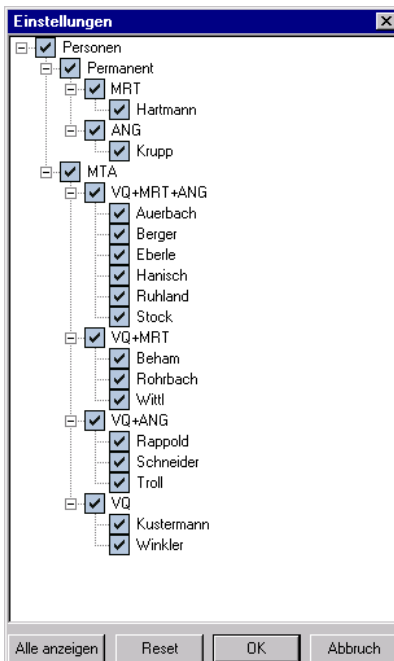 Einstellungen
Personen
Permanent
MRT
Hartmann
ANG
Krupp
MTA
VQ+MRT+ANG
Auerbach
Berger
Eberle
Hanisch
Ruhland
Stock
VQ+MRT
Beham
Rohrbach
Wittl
VQ+ANG
Rappold
Schneider
Troll
VQ
Kustermann
Winkler
Alle anzeigen Reset OK Abbruch